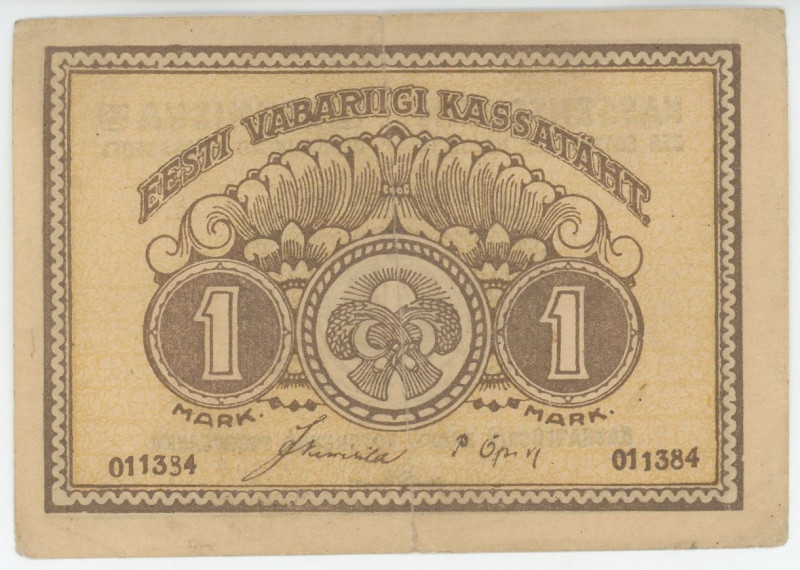 EESTI VABARIIGI KASSATÄHT.
1 1
MARK. MARK.
011384 011384